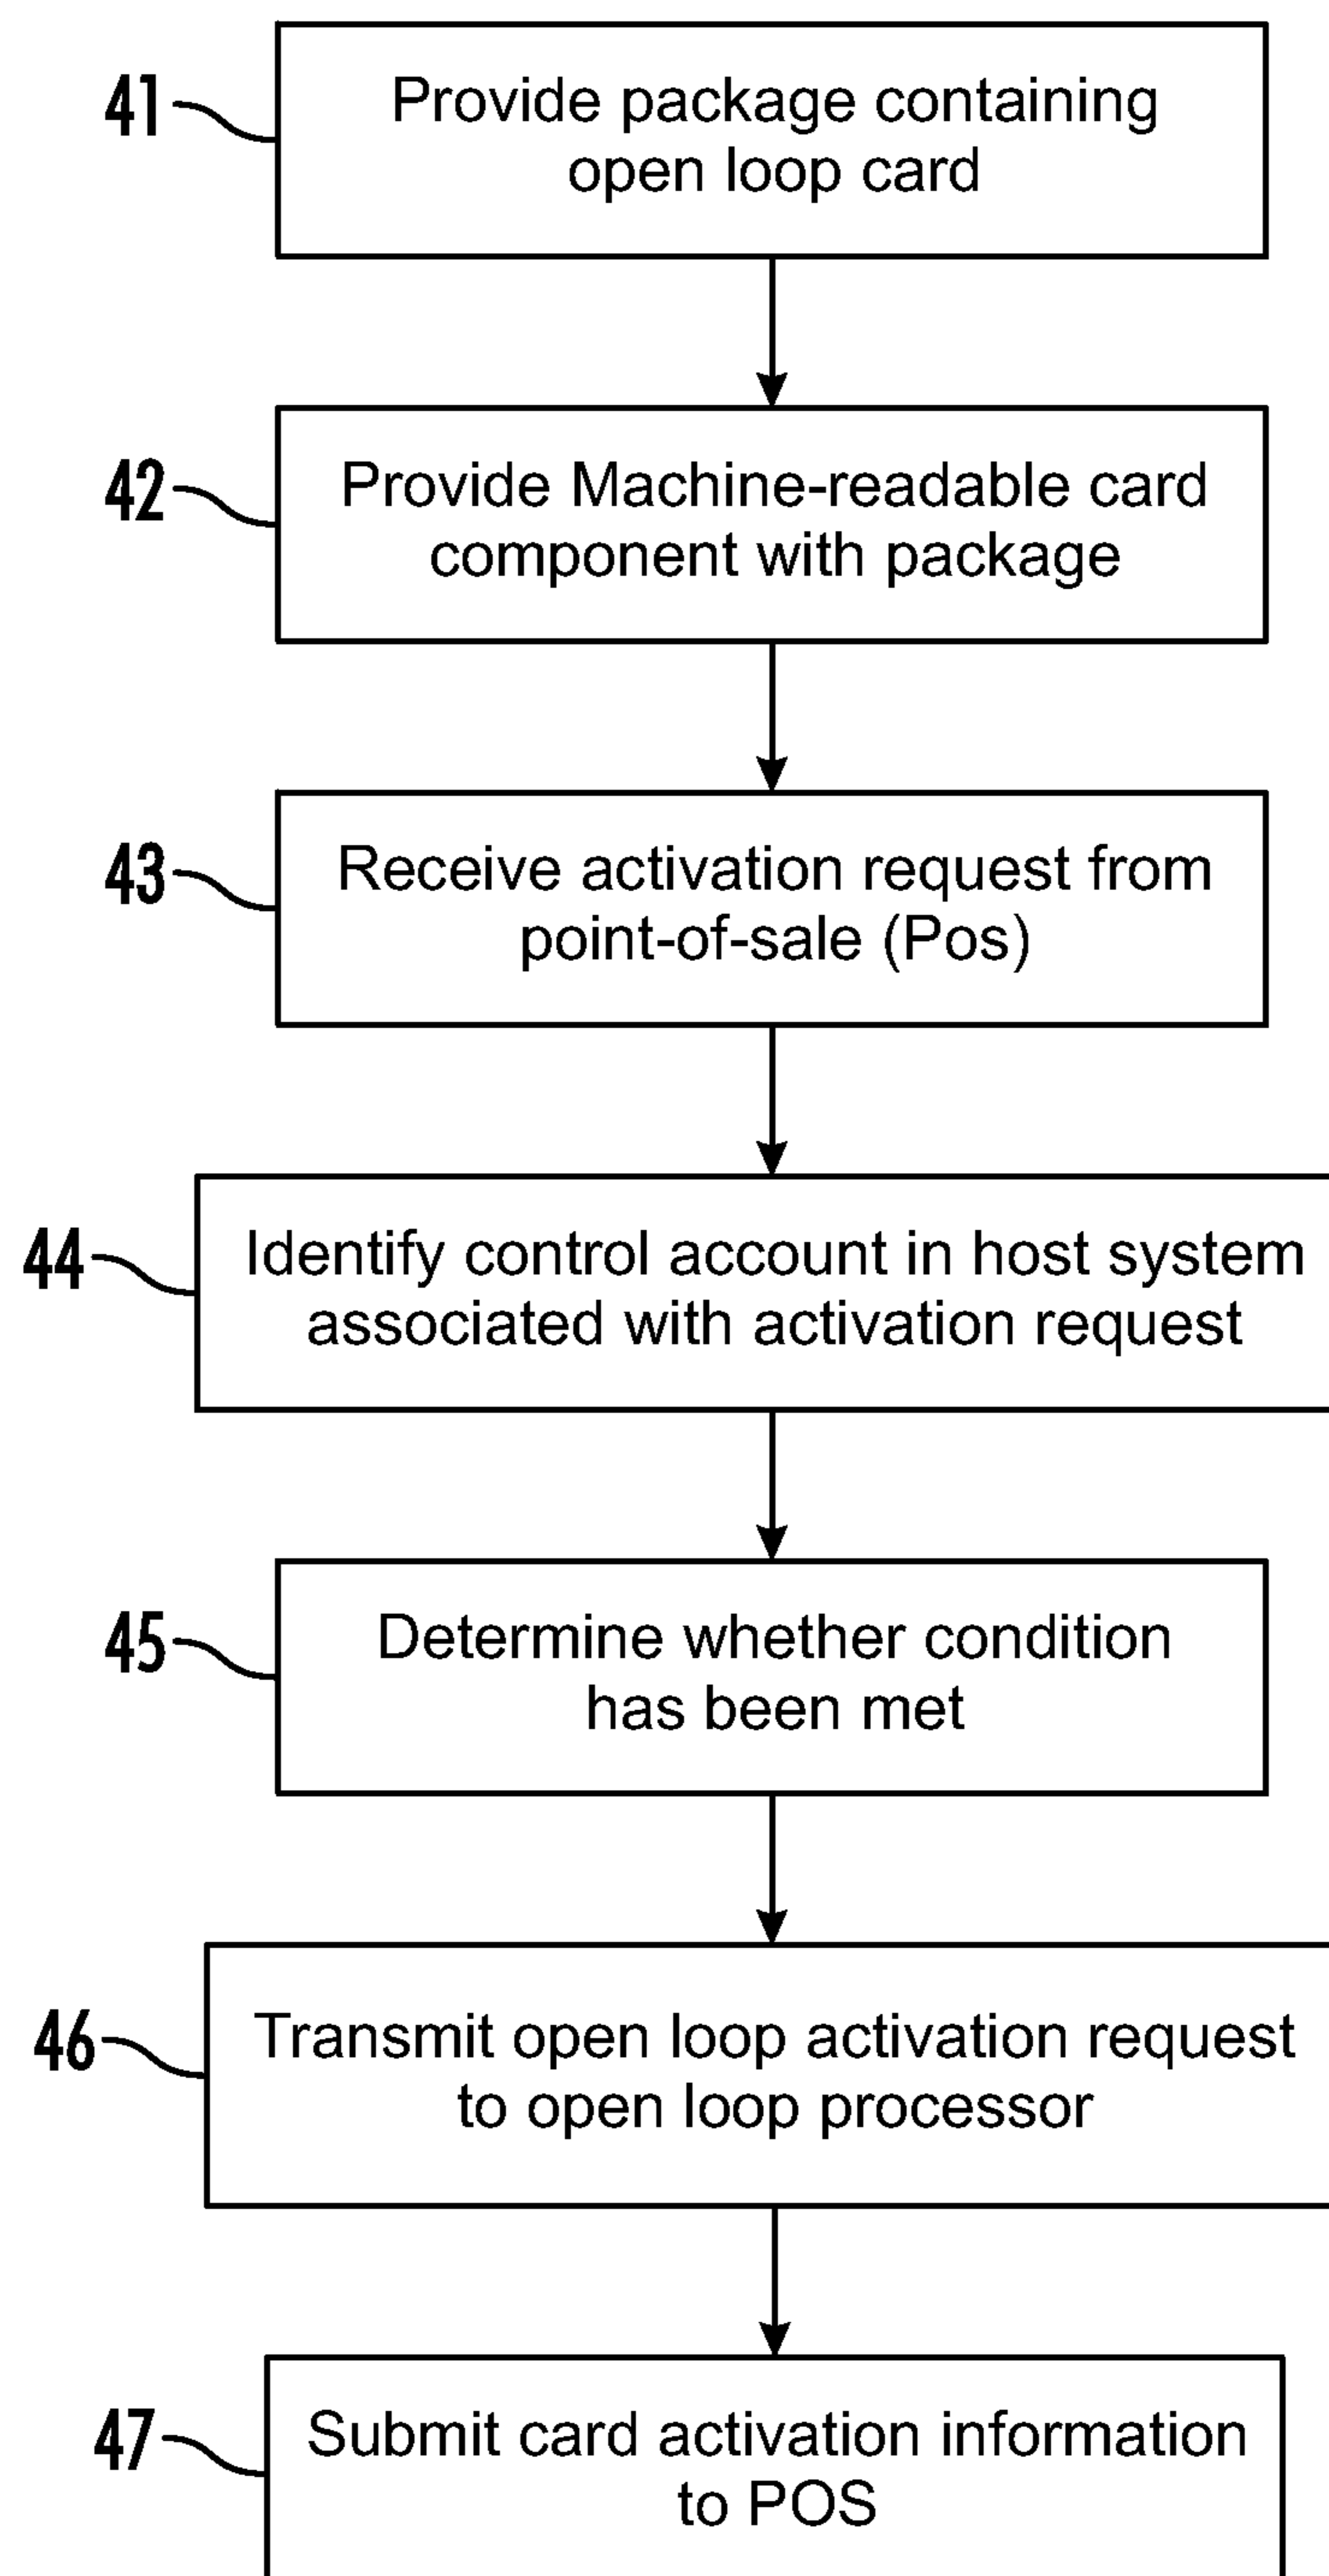 41
Provide package containing
open loop card
42
Provide Machine-readable card
component with package
43
Receive activation request from
point-of-sale (Pos)
44
Identify control account in host system
associated with activation request
45
Determine whether condition
has been met
46
Transmit open loop activation request
to open loop processor
47
Submit card activation information
to POS